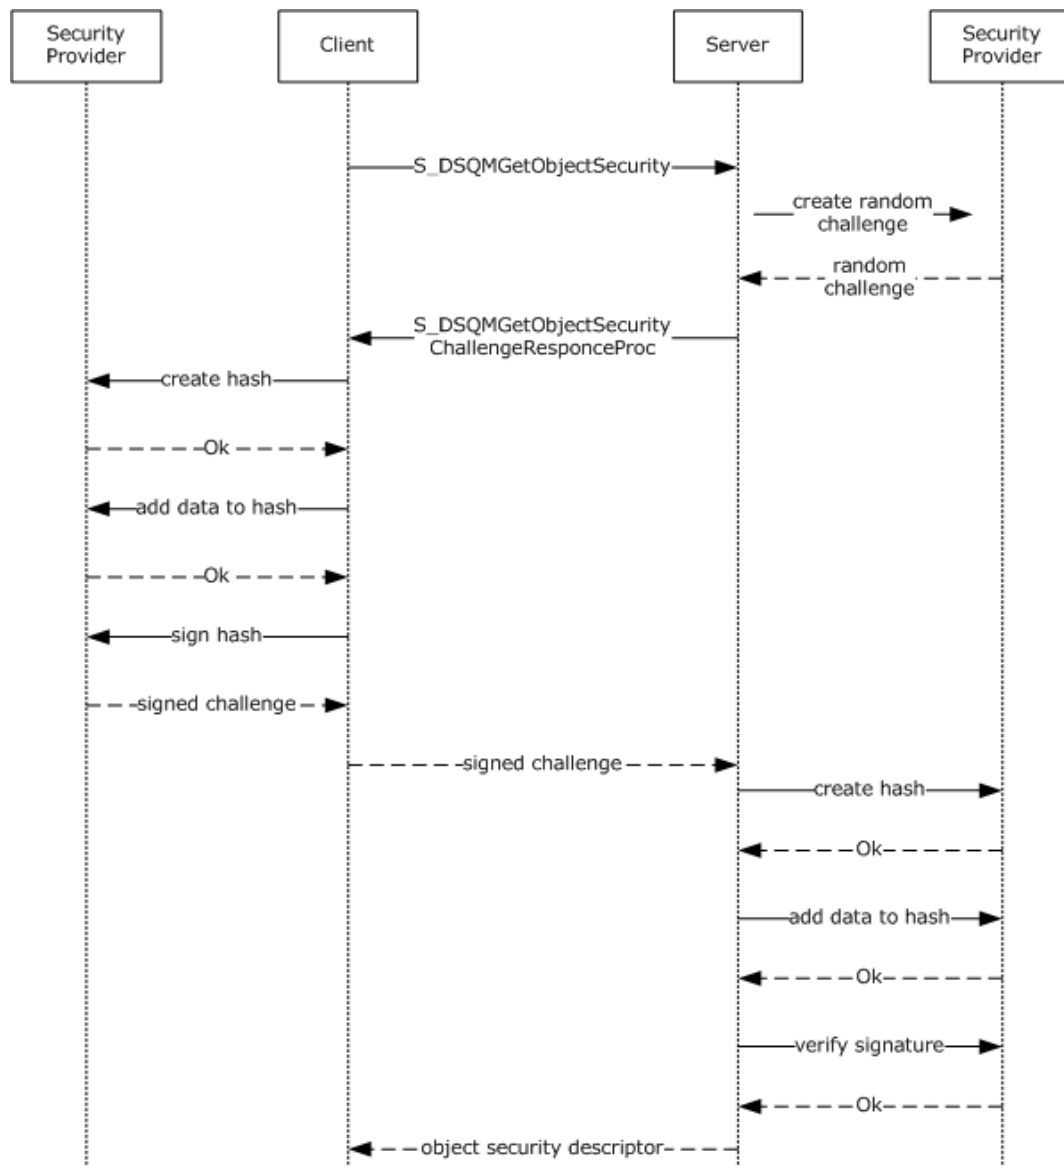 Security
Provider
Client
Server
Security
Provider
S_DSQMGetObjectSecurity
create random
challenge
random
challenge
S_DSQMGetObjectSecurity
ChallengeResponceProc
create hash
Ok
add data to hash
Ok
sign hash
signed challenge
signed challenge
create hash
Ok
add data to hash
Ok
verify signature
Ok
object security descriptor